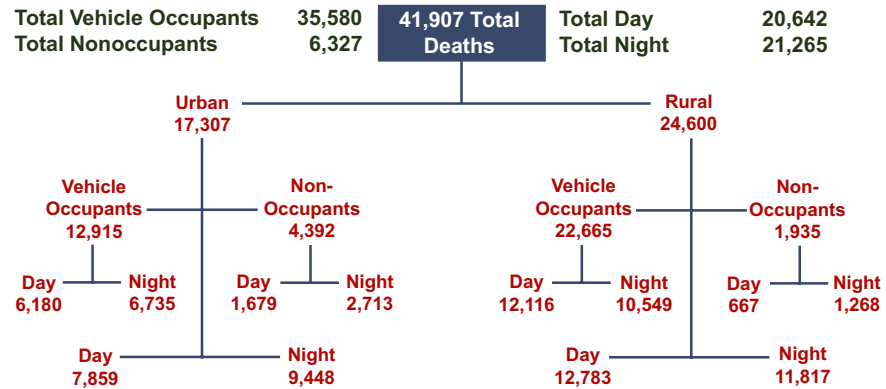 Total Vehicle Occupants 35,580
Total Nonoccupants 6,327
41,907 Total
Deaths
Total Day 20,642
Total Night 21,265
Urban
17,307
Rural
24,600
Vehicle
Occupants
12,915
Non-
Occupants
4,392
Vehicle
Occupants
22,665
Non-
Occupants
1,935
Day
6,180
Night
6,735
Day
1,679
Night
2,713
Day
12,116
Night
10,549
Day
667
Night
1,268
Day
7,859
Night
9,448
Day
12,783
Night
11,817